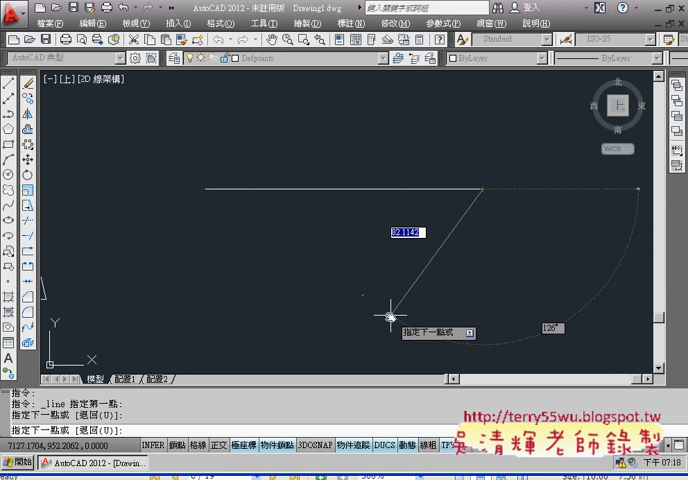 AutoCAD 2012 - 未註冊版 Drawing1.dwg
鍵入關鍵字或片語
登入
檔案(F) 編輯(E) 檢視(V) 插入(I) 格式(O) 工具(T) 繪製(D) 標註(N) 修改(M) 參數式(P) 視窗(W) 說明(H)
Standard
ISO-25
AutoCAD 典型
Defpoints
ByLayer
ByLayer
[-] [上] [2D 線架構]
北
西 上 東
南
WCS
82.1142
指定下一點或
126°
Y
X
模型 配置1 配置2
指令:
指令: _line 指定第一點:
指定下一點或 [退回(U)]:
指定下一點或 [退回(U)]:
http://terry55wu.blogspot.tw
吳清輝老師錄製
7127.1704, 952.2062, 0.0000 INFER 鎖點 格線 正交 極座標 物件鎖點 3DOSNAP 物件追蹤 DUCS 動態 線粗
開始 AutoCAD 2012 - [Drawin...
下午 07:18